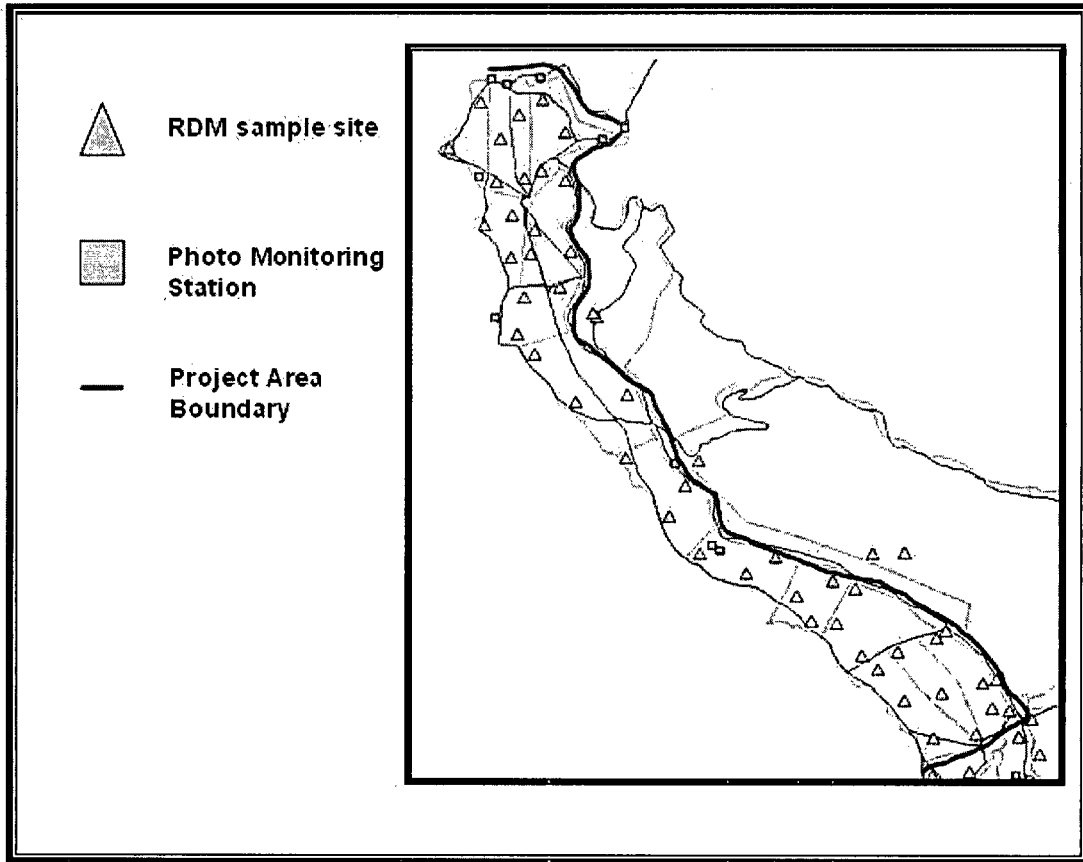 RDM sample site
Photo Monitoring
Station
Project Area
Boundary